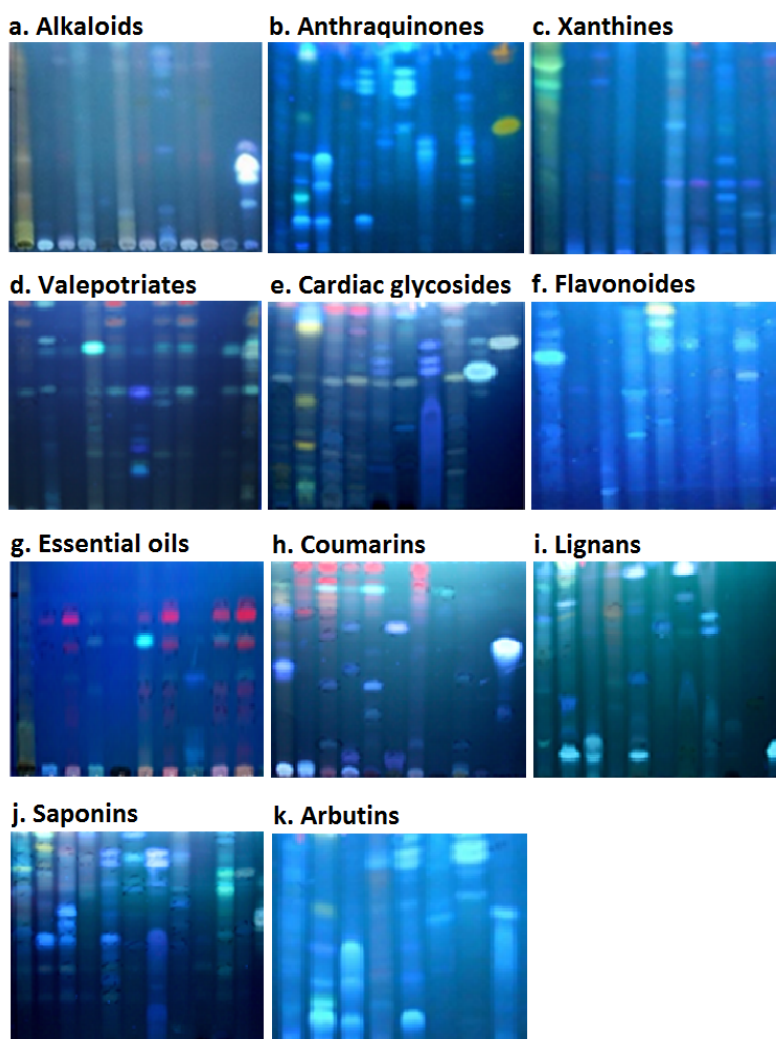 a. Alkaloids
b. Anthraquinones
c. Xanthines
d. Valepotriates
e. Cardiac glycosides
f. Flavonoides
g. Essential oils
h. Coumarins
i. Lignans
j. Saponins
k. Arbutins